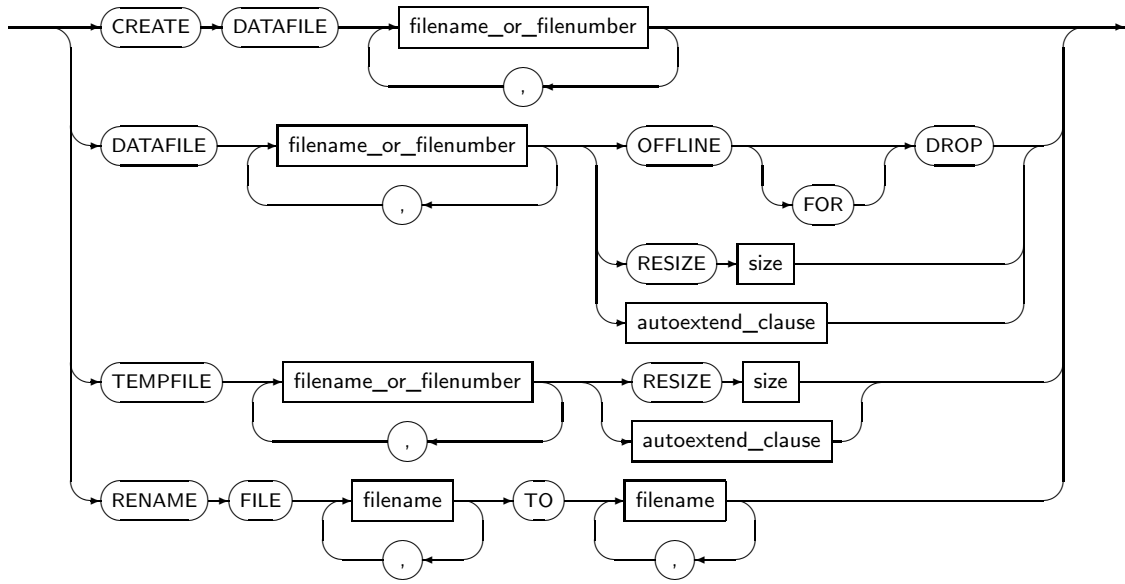 CREATE DATAFILE filename_or_filenumber
,
DATAFILE filename_or_filenumber OFFLINE DROP
, FOR
RESIZE size
autoextend_clause
TEMPFILE filename_or_filenumber RESIZE size
, autoextend_clause
RENAME FILE filename TO filename
, ,